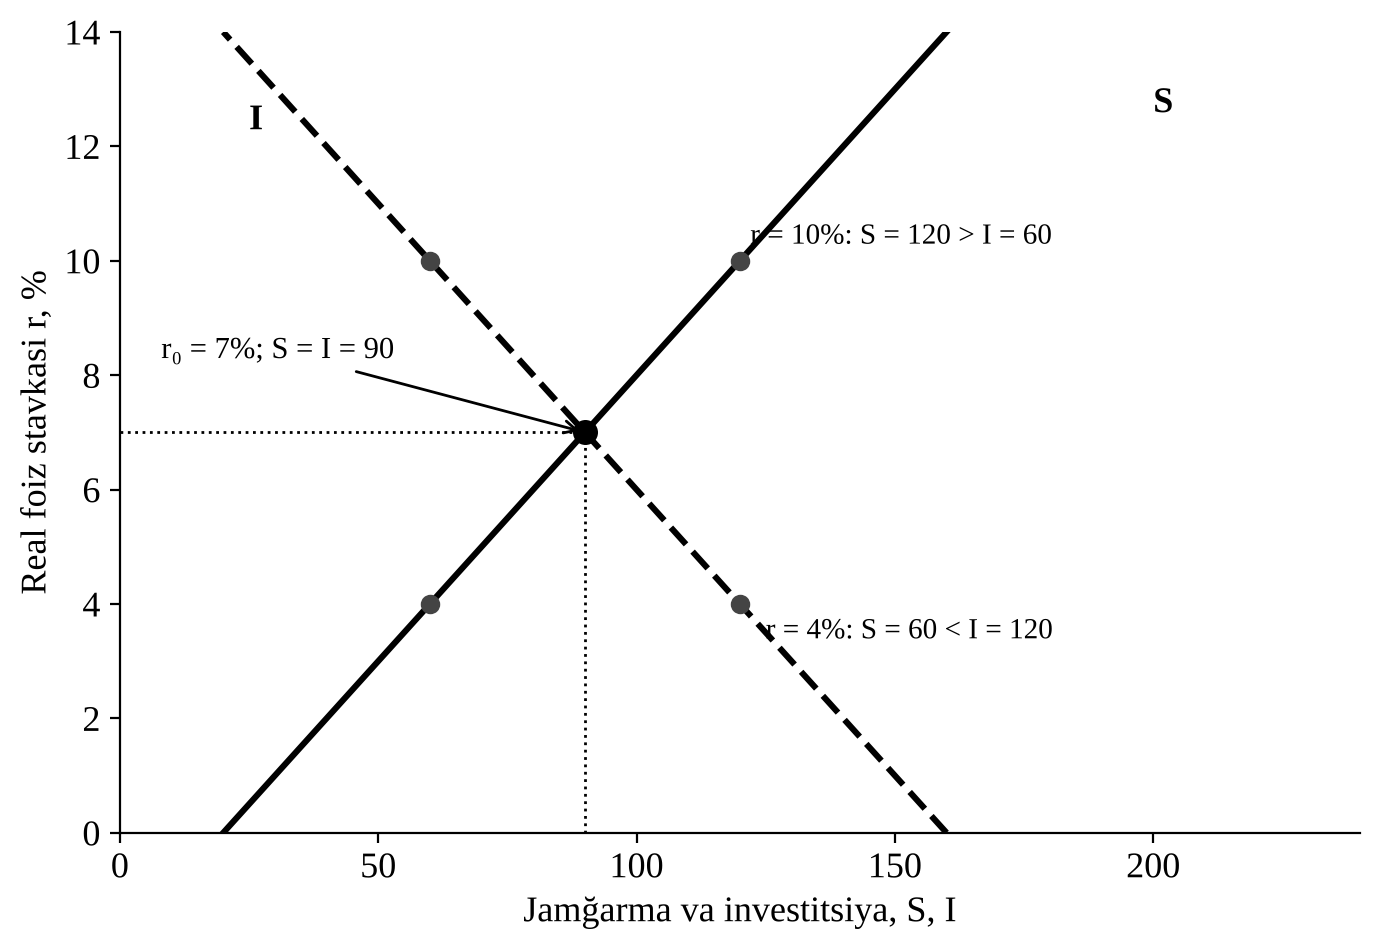 14
12
10
8
6
4
2
0
Real foiz stavkasi r, %
I
S
r = 10%: S = 120 > I = 60
r₀ = 7%; S = I = 90
r = 4%: S = 60 < I = 120
0
50
100
150
200
Jamğarma va investitsiya, S, I